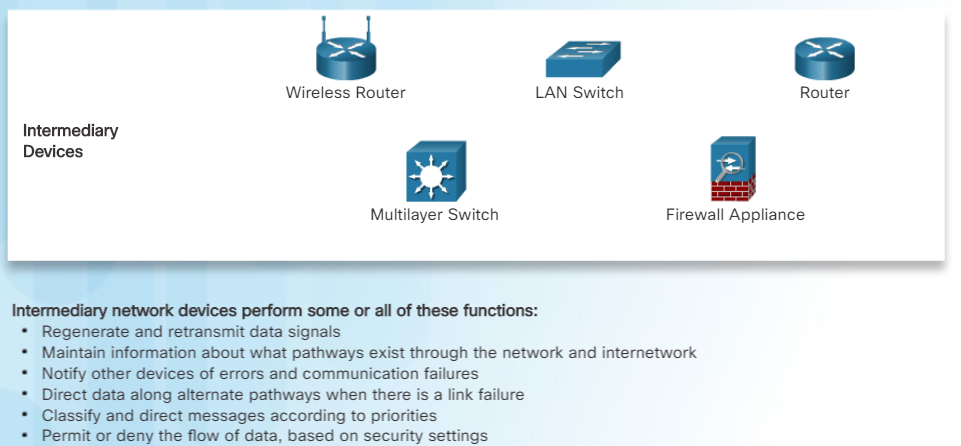 Wireless Router
LAN Switch
Router
Intermediary
Devices
Multilayer Switch
Firewall Appliance
Intermediary network devices perform some or all of these functions:
• Regenerate and retransmit data signals
• Maintain information about what pathways exist through the network and internetwork
• Notify other devices of errors and communication failures
• Direct data along alternate pathways when there is a link failure
• Classify and direct messages according to priorities
• Permit or deny the flow of data, based on security settings